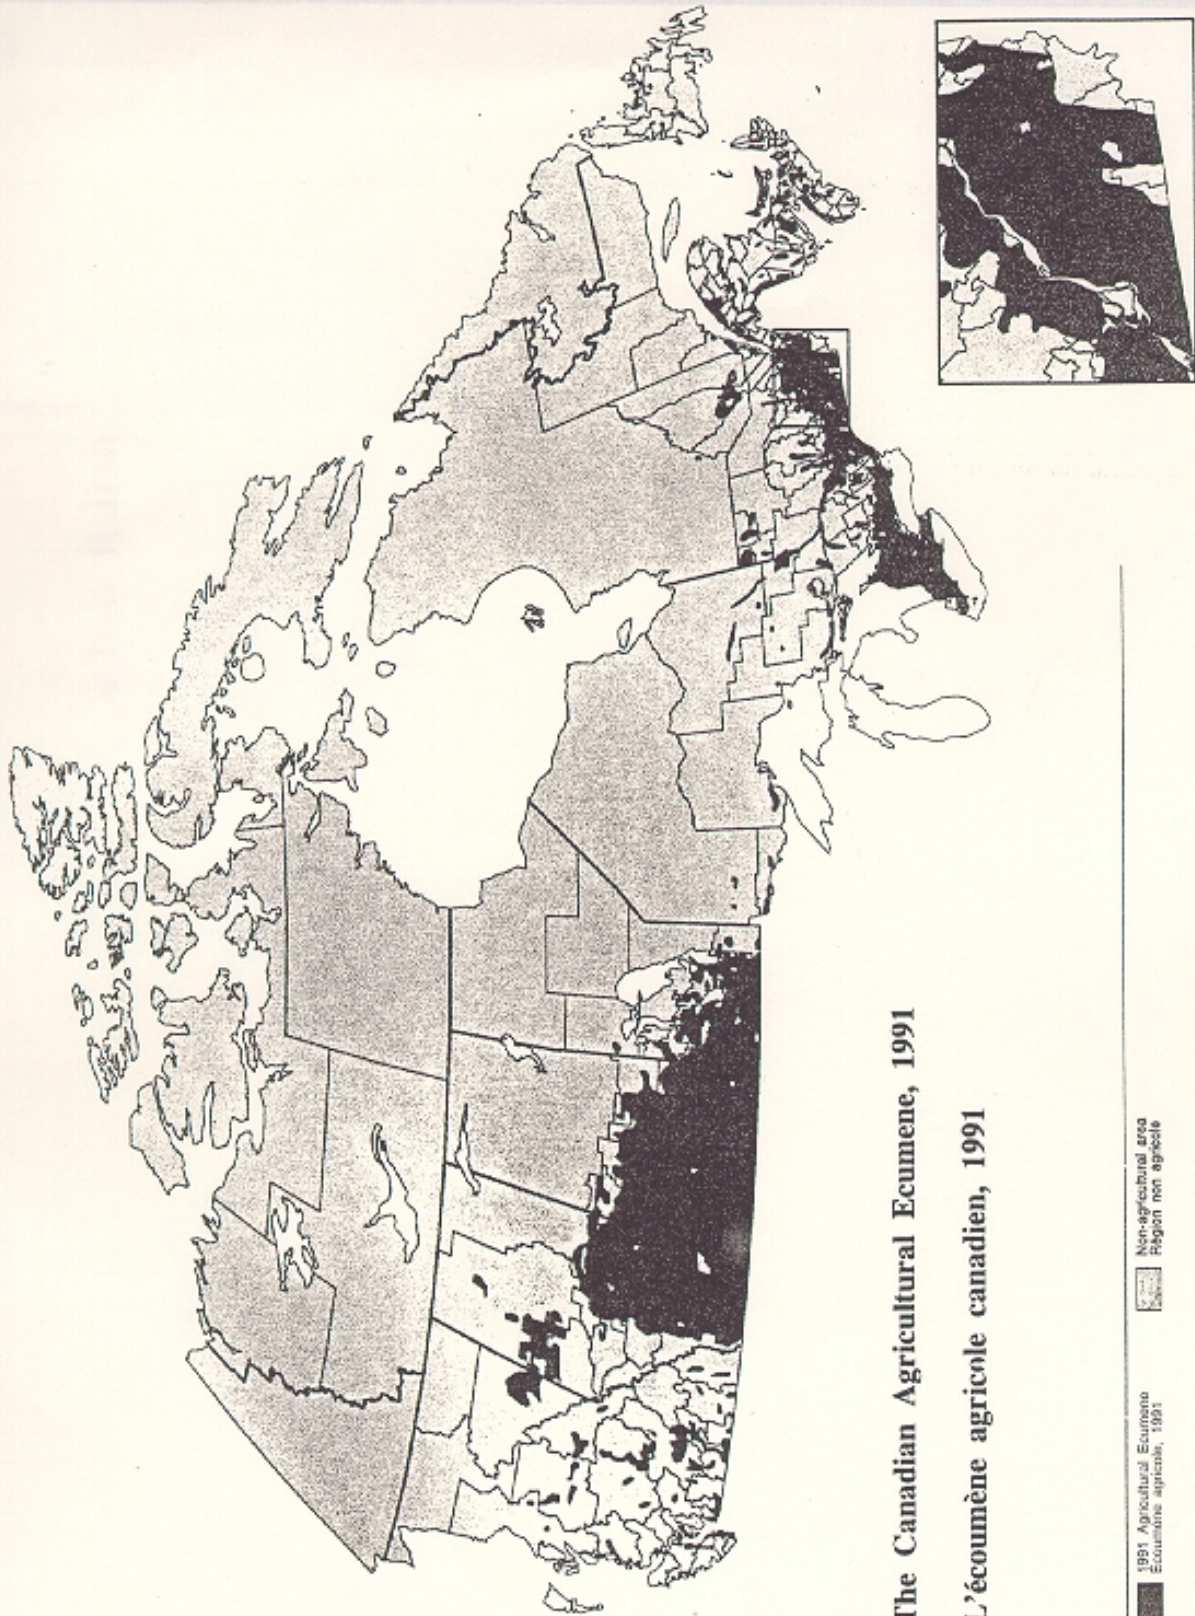 The Canadian Agricultural Ecumene, 1991
L'écoumène agricole canadien, 1991
1991 Agricultural Ecumene
Écoumène agricole, 1991
Non-agricultural area
Région non agricole